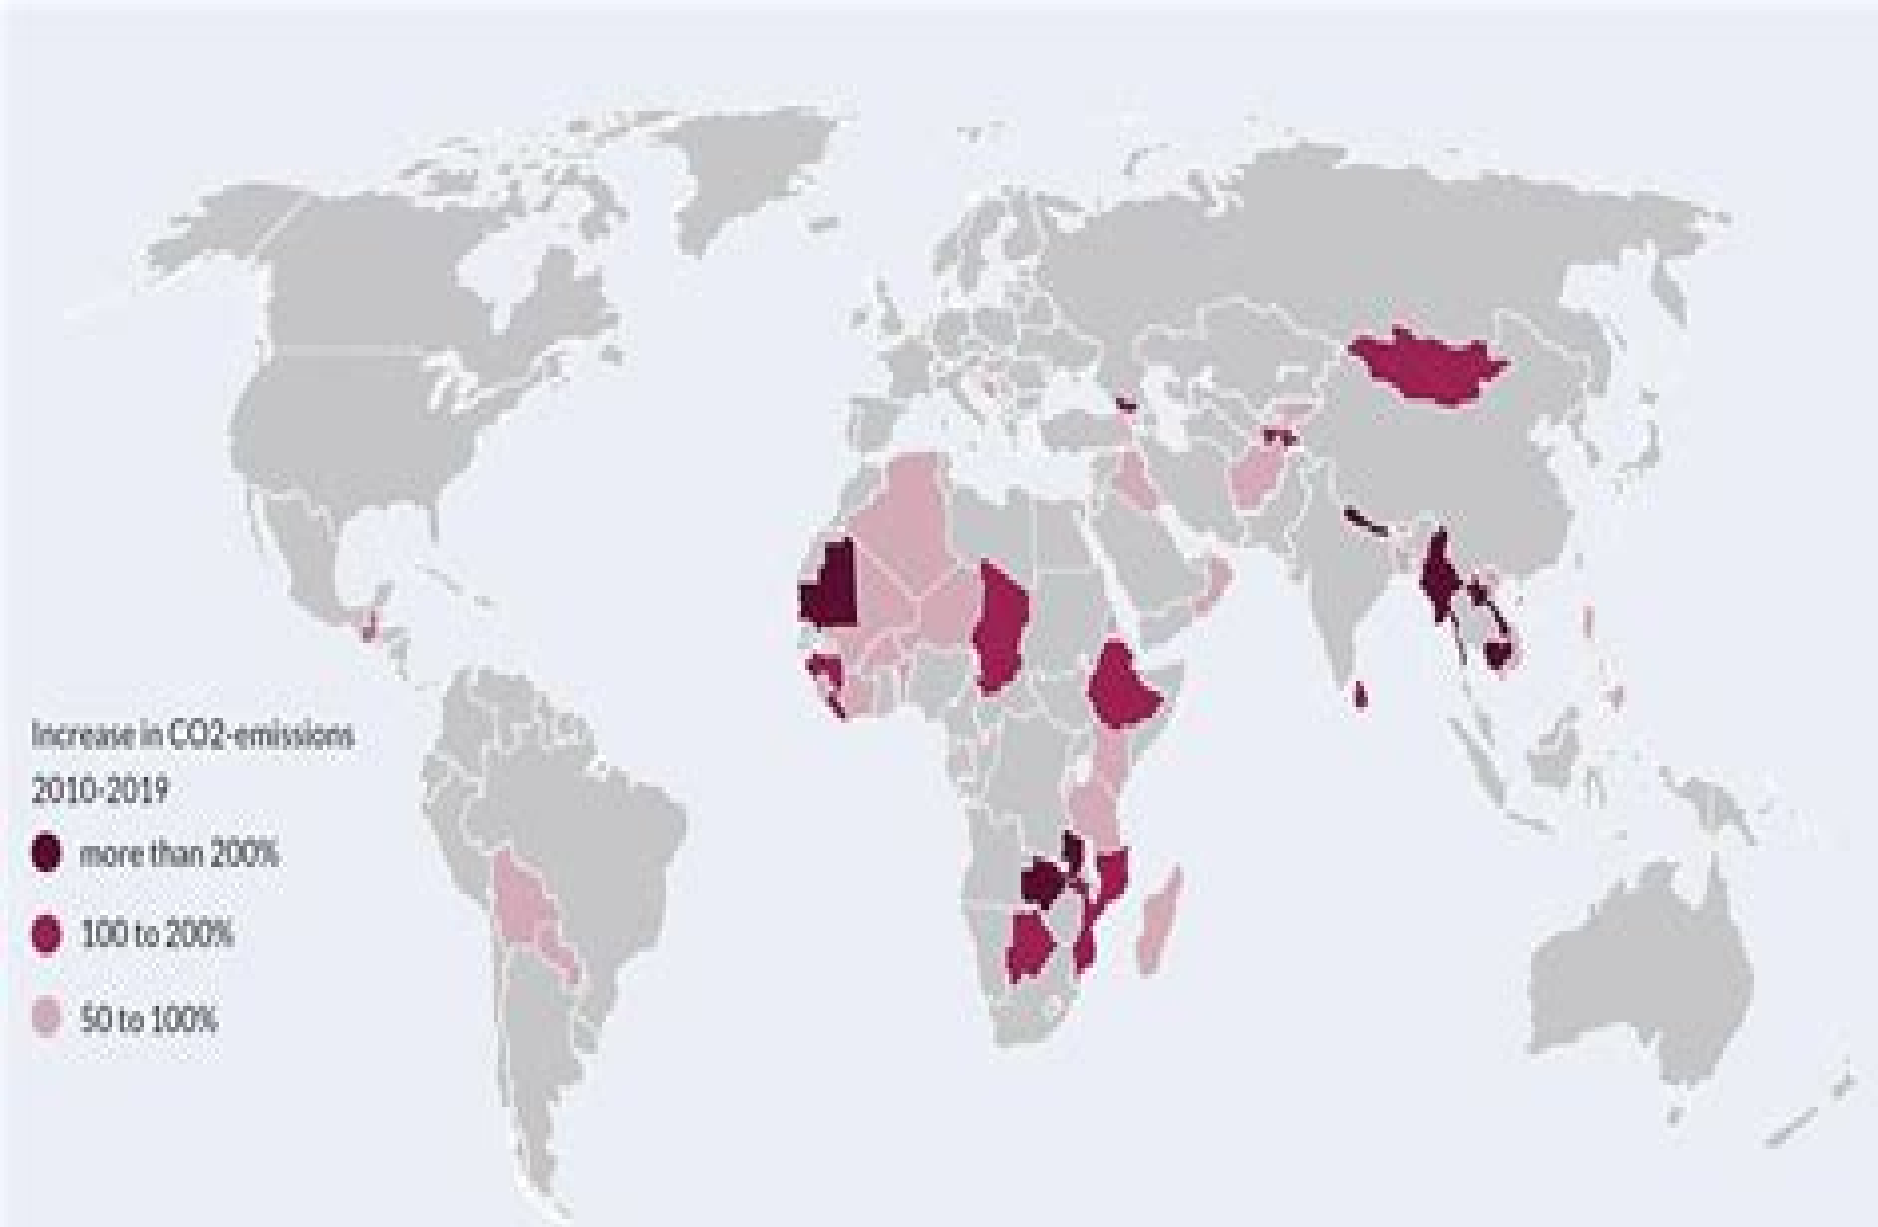 Increase in CO2-emissions
2010-2019
more than 200%
100 to 200%
50 to 100%